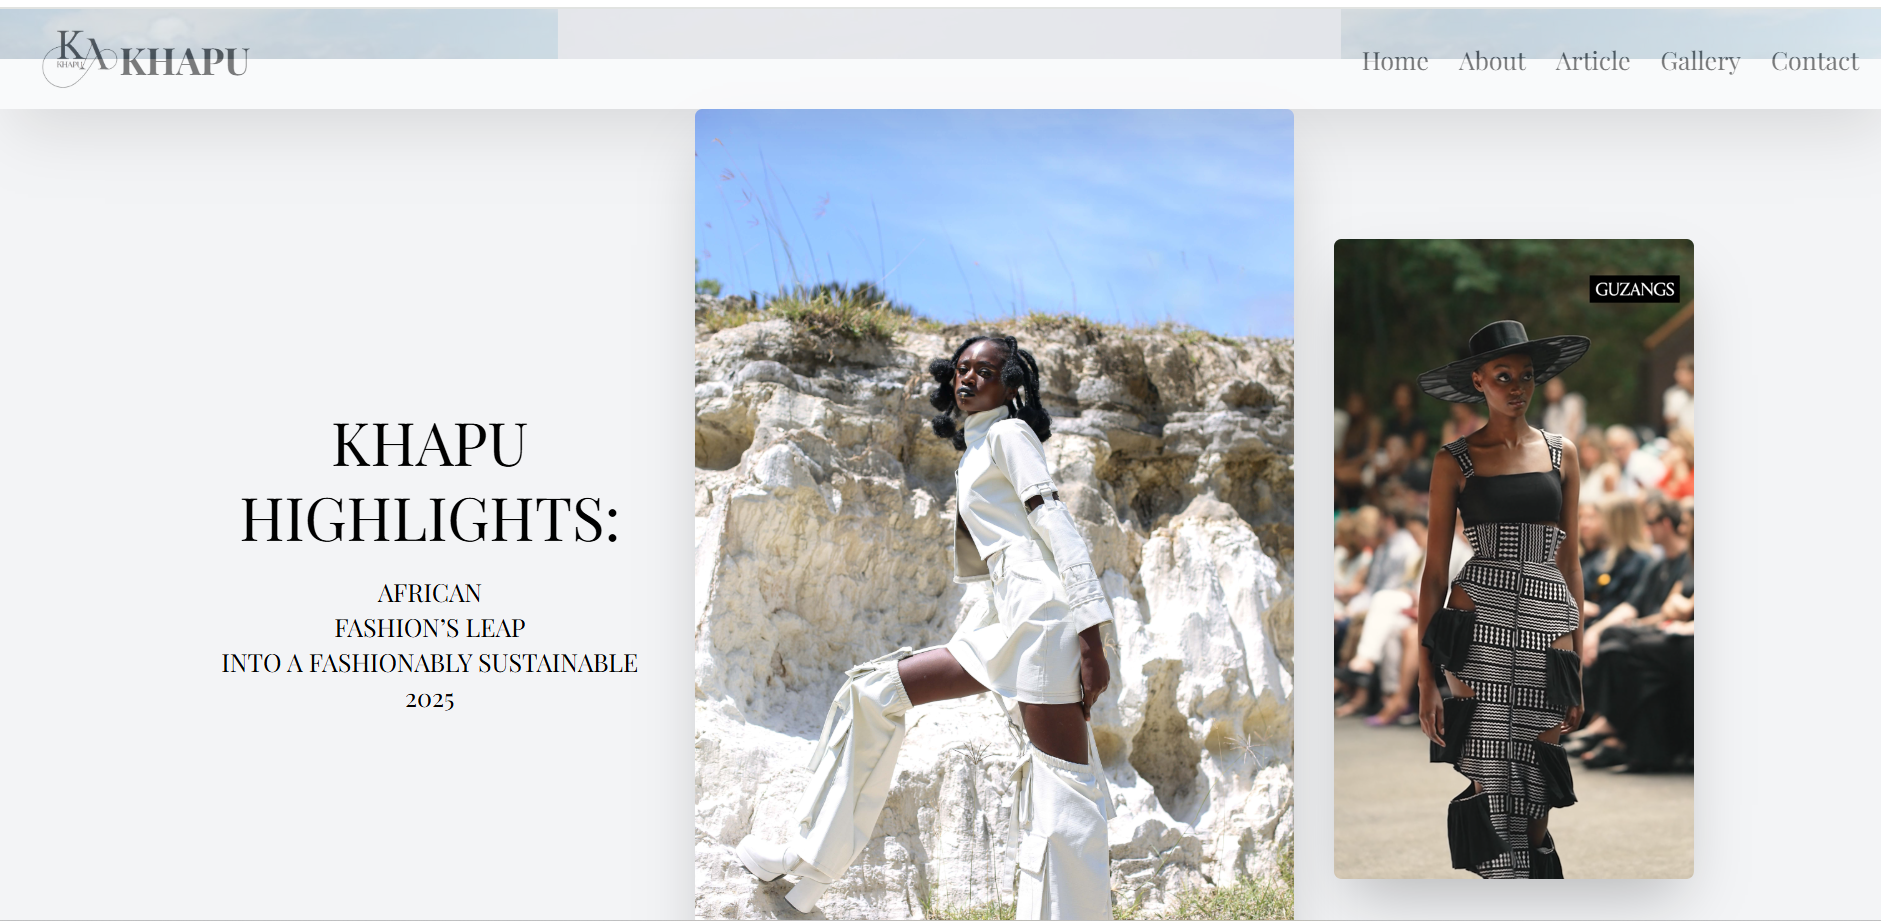 KA
KHAPU
KHAPU
Home About Article Gallery Contact
KHAPU
HIGHLIGHTS:
AFRICAN
FASHION’S LEAP
INTO A FASHIONABLY SUSTAINABLE
2025
GUZANGS